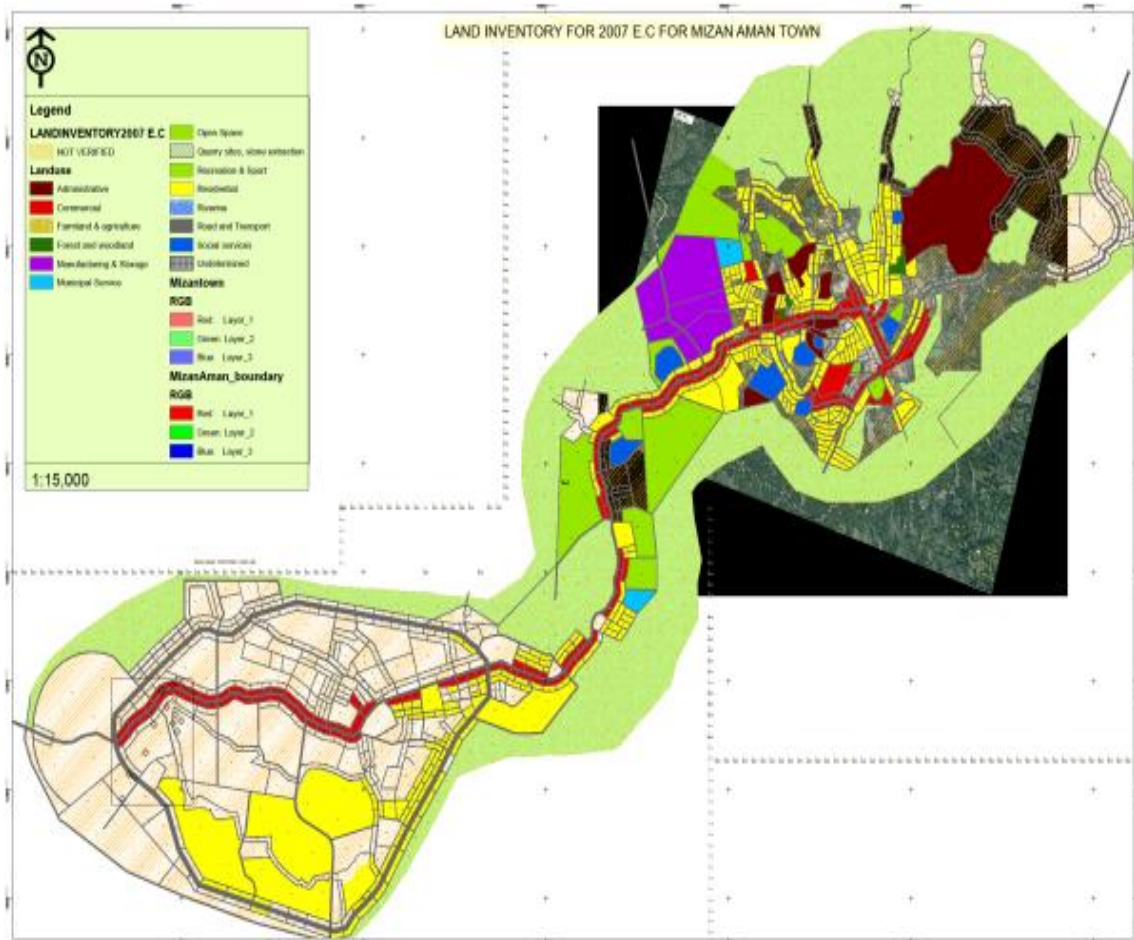 LAND INVENTORY FOR 2007 E.C FOR MIZAN AMAN TOWN
N
Legend
LANDINVENTORY2007 E.C
NOT VERIFIED
Landuse
Administrative
Commercial
Farmland & agriculture
Forest and woodland
Manufacturing & Storage
Municipal Service
Open Space
Quarry sites, stone extraction
Recreation & Sport
Residential
Riverine
Road and Transport
Social services
Undetermined
Mizantown
RGB
Red: Layer_1
Green: Layer_2
Blue: Layer_3
MizanAman_boundary
RGB
Red: Layer_1
Green: Layer_2
Blue: Layer_3
1:15,000